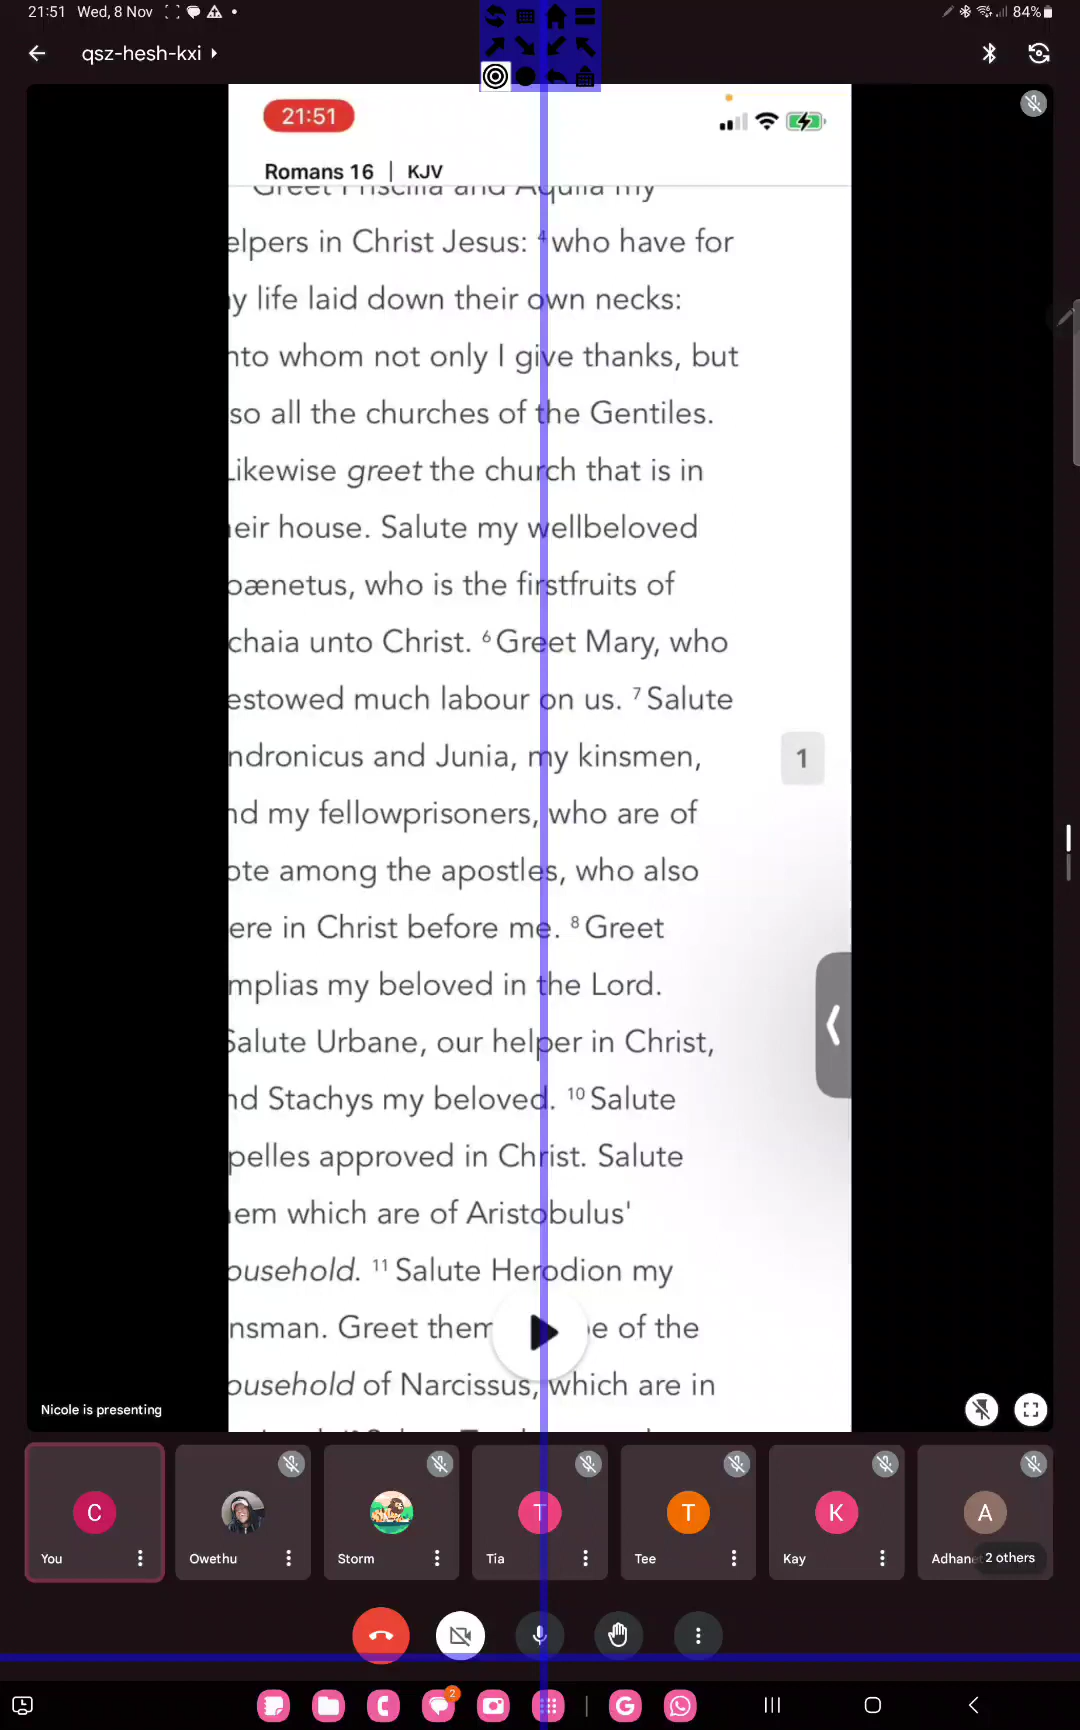 21:51 Wed, 8 Nov
84%
qsz-hesh-kxi
21:51
Romans 16 | KJV
Greet Priscilla and Aquila my
elpers in Christ Jesus: 4 who have for
y life laid down their own necks:
nto whom not only I give thanks, but
so all the churches of the Gentiles.
Likewise greet the church that is in
eir house. Salute my wellbeloved
pænetus, who is the firstfruits of
chaia unto Christ. 6 Greet Mary, who
estowed much labour on us. 7 Salute
ndronicus and Junia, my kinsmen,
1
nd my fellowprisoners, who are of
ote among the apostles, who also
ere in Christ before me. 8 Greet
mplias my beloved in the Lord.
Salute Urbane, our helper in Christ,
nd Stachys my beloved. 10 Salute
pelles approved in Christ. Salute
em which are of Aristobulus'
ousehold. 11 Salute Herodion my
nsman. Greet them e of the
ousehold of Narcissus, which are in
Nicole is presenting
C
T
T
K
A
You
Owethu
Storm
Tia
Tee
Kay
Adhane
2 others
2
G